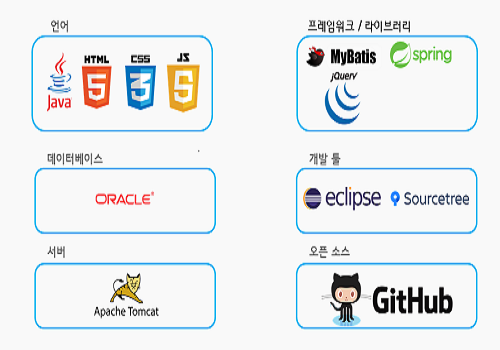 언어
Java
HTML
5
CSS
3
JS
5
프레임워크 / 라이브러리
MyBatis
spring
jQuery
데이터베이스
ORACLE®
개발 툴
eclipse
Sourcetree
서버
Apache Tomcat
오픈 소스
GitHub